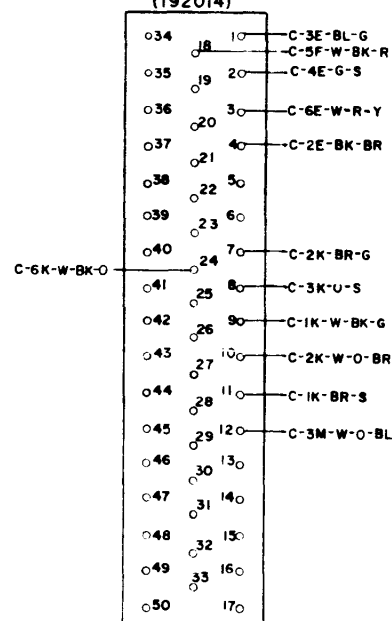 (192014)
34 1 C-3E-BL-G
18 C-5F-W-BK-R
35 2 C-4E-G-S
19
36 3 C-6E-W-R-Y
20
37 4 C-2E-BK-BR
21
38 5
22
39 6
23
40 7 C-2K-BR-G
C-6K-W-BK-O 24
41 8 C-3K-O-S
25
42 9 C-1K-W-BK-G
26
43 10 C-2K-W-O-BR
27
44 11 C-1K-BR-S
28
45 12 C-3M-W-O-BL
29
46 13
30
47 14
31
48 15
32
49 16
33
50 17